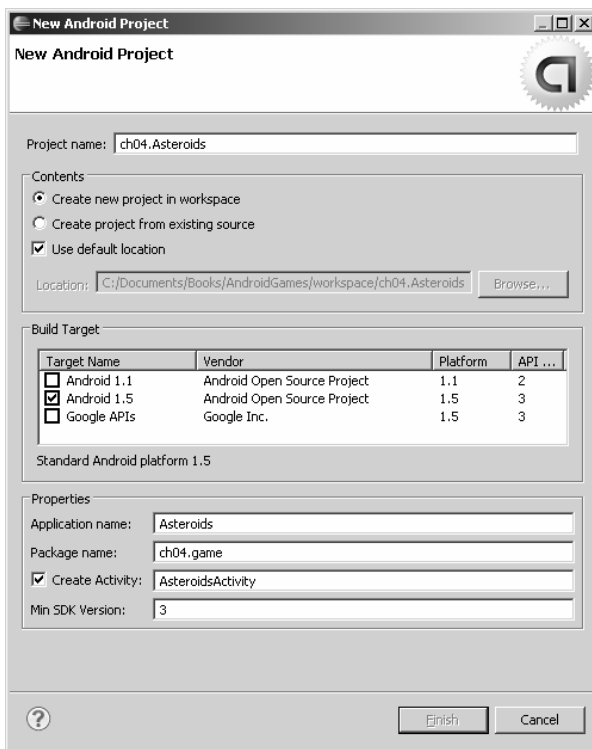 New Android Project
New Android Project
Project name: ch04.Asteroids
Contents
Create new project in workspace
Create project from existing source
Use default location
Location: C:/Documents/Books/AndroidGames/workspace/ch04.Asteroids Browse...
Build Target
Target Name Vendor Platform API ...
Android 1.1 Android Open Source Project 1.1 2
Android 1.5 Android Open Source Project 1.5 3
Google APIs Google Inc. 1.5 3
Standard Android platform 1.5
Properties
Application name: Asteroids
Package name: ch04.game
Create Activity: AsteroidsActivity
Min SDK Version: 3
? Finish Cancel